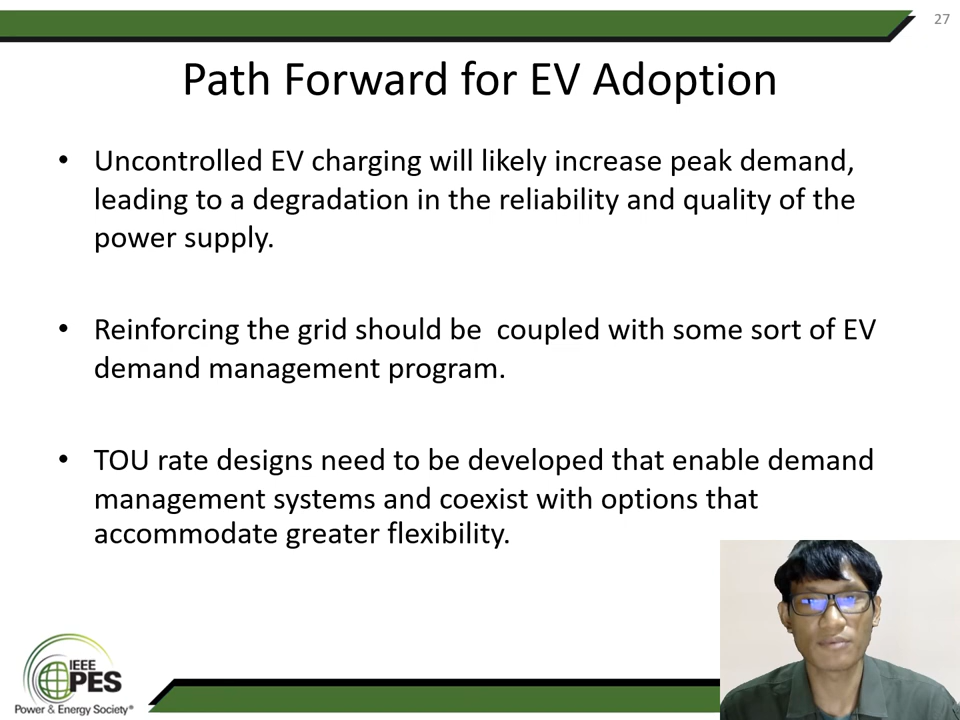 27
Path Forward for EV Adoption
• Uncontrolled EV charging will likely increase peak demand,
leading to a degradation in the reliability and quality of the
power supply.
• Reinforcing the grid should be  coupled with some sort of EV
demand management program.
• TOU rate designs need to be developed that enable demand
management systems and coexist with options that
accommodate greater flexibility.
IEEE
PES
Power & Energy Society®